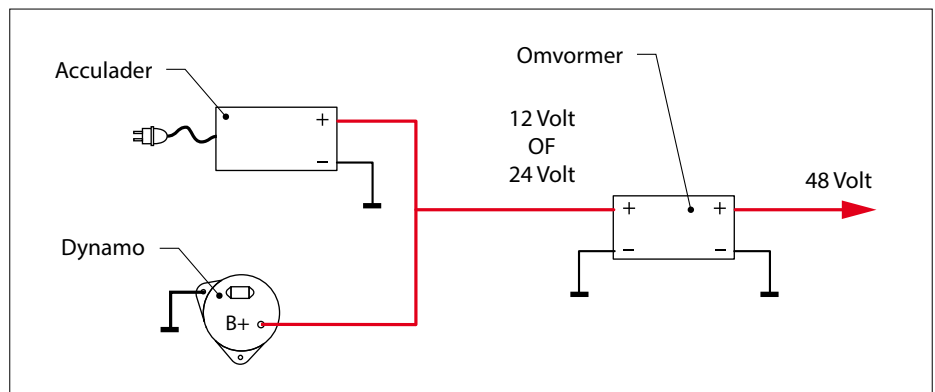 Acculader
+
−
Omvormer
12 Volt
OF
24 Volt
48 Volt
+ +
− −
Dynamo
B+